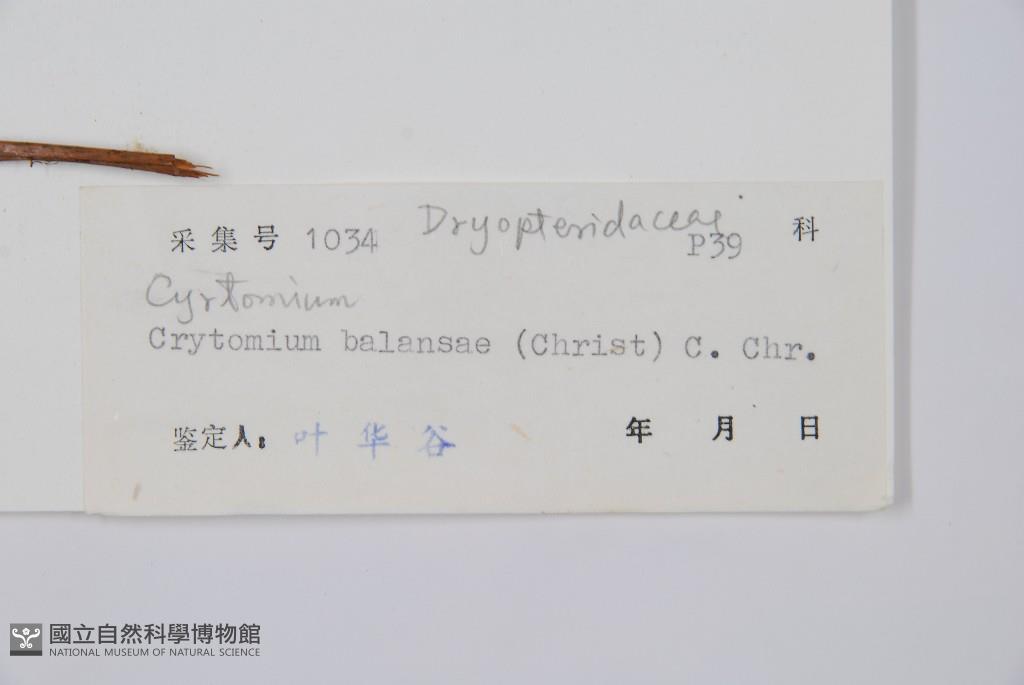 采集号 1034 Dryopteridaceae P39 科
Cyrtomium
Crytomium balansae (Christ) C. Chr.
鉴定人: 叶华谷 年 月 日
國立自然科學博物館
NATIONAL MUSEUM OF NATURAL SCIENCE